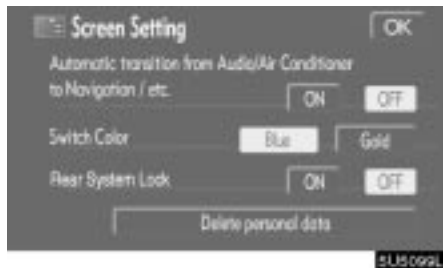 Screen Setting OK
Automatic transition from Audio/Air Conditioner
to Navigation / etc.
ON OFF
Switch Color Blue Gold
Rear System Lock ON OFF
Delete personal data
5U5099L